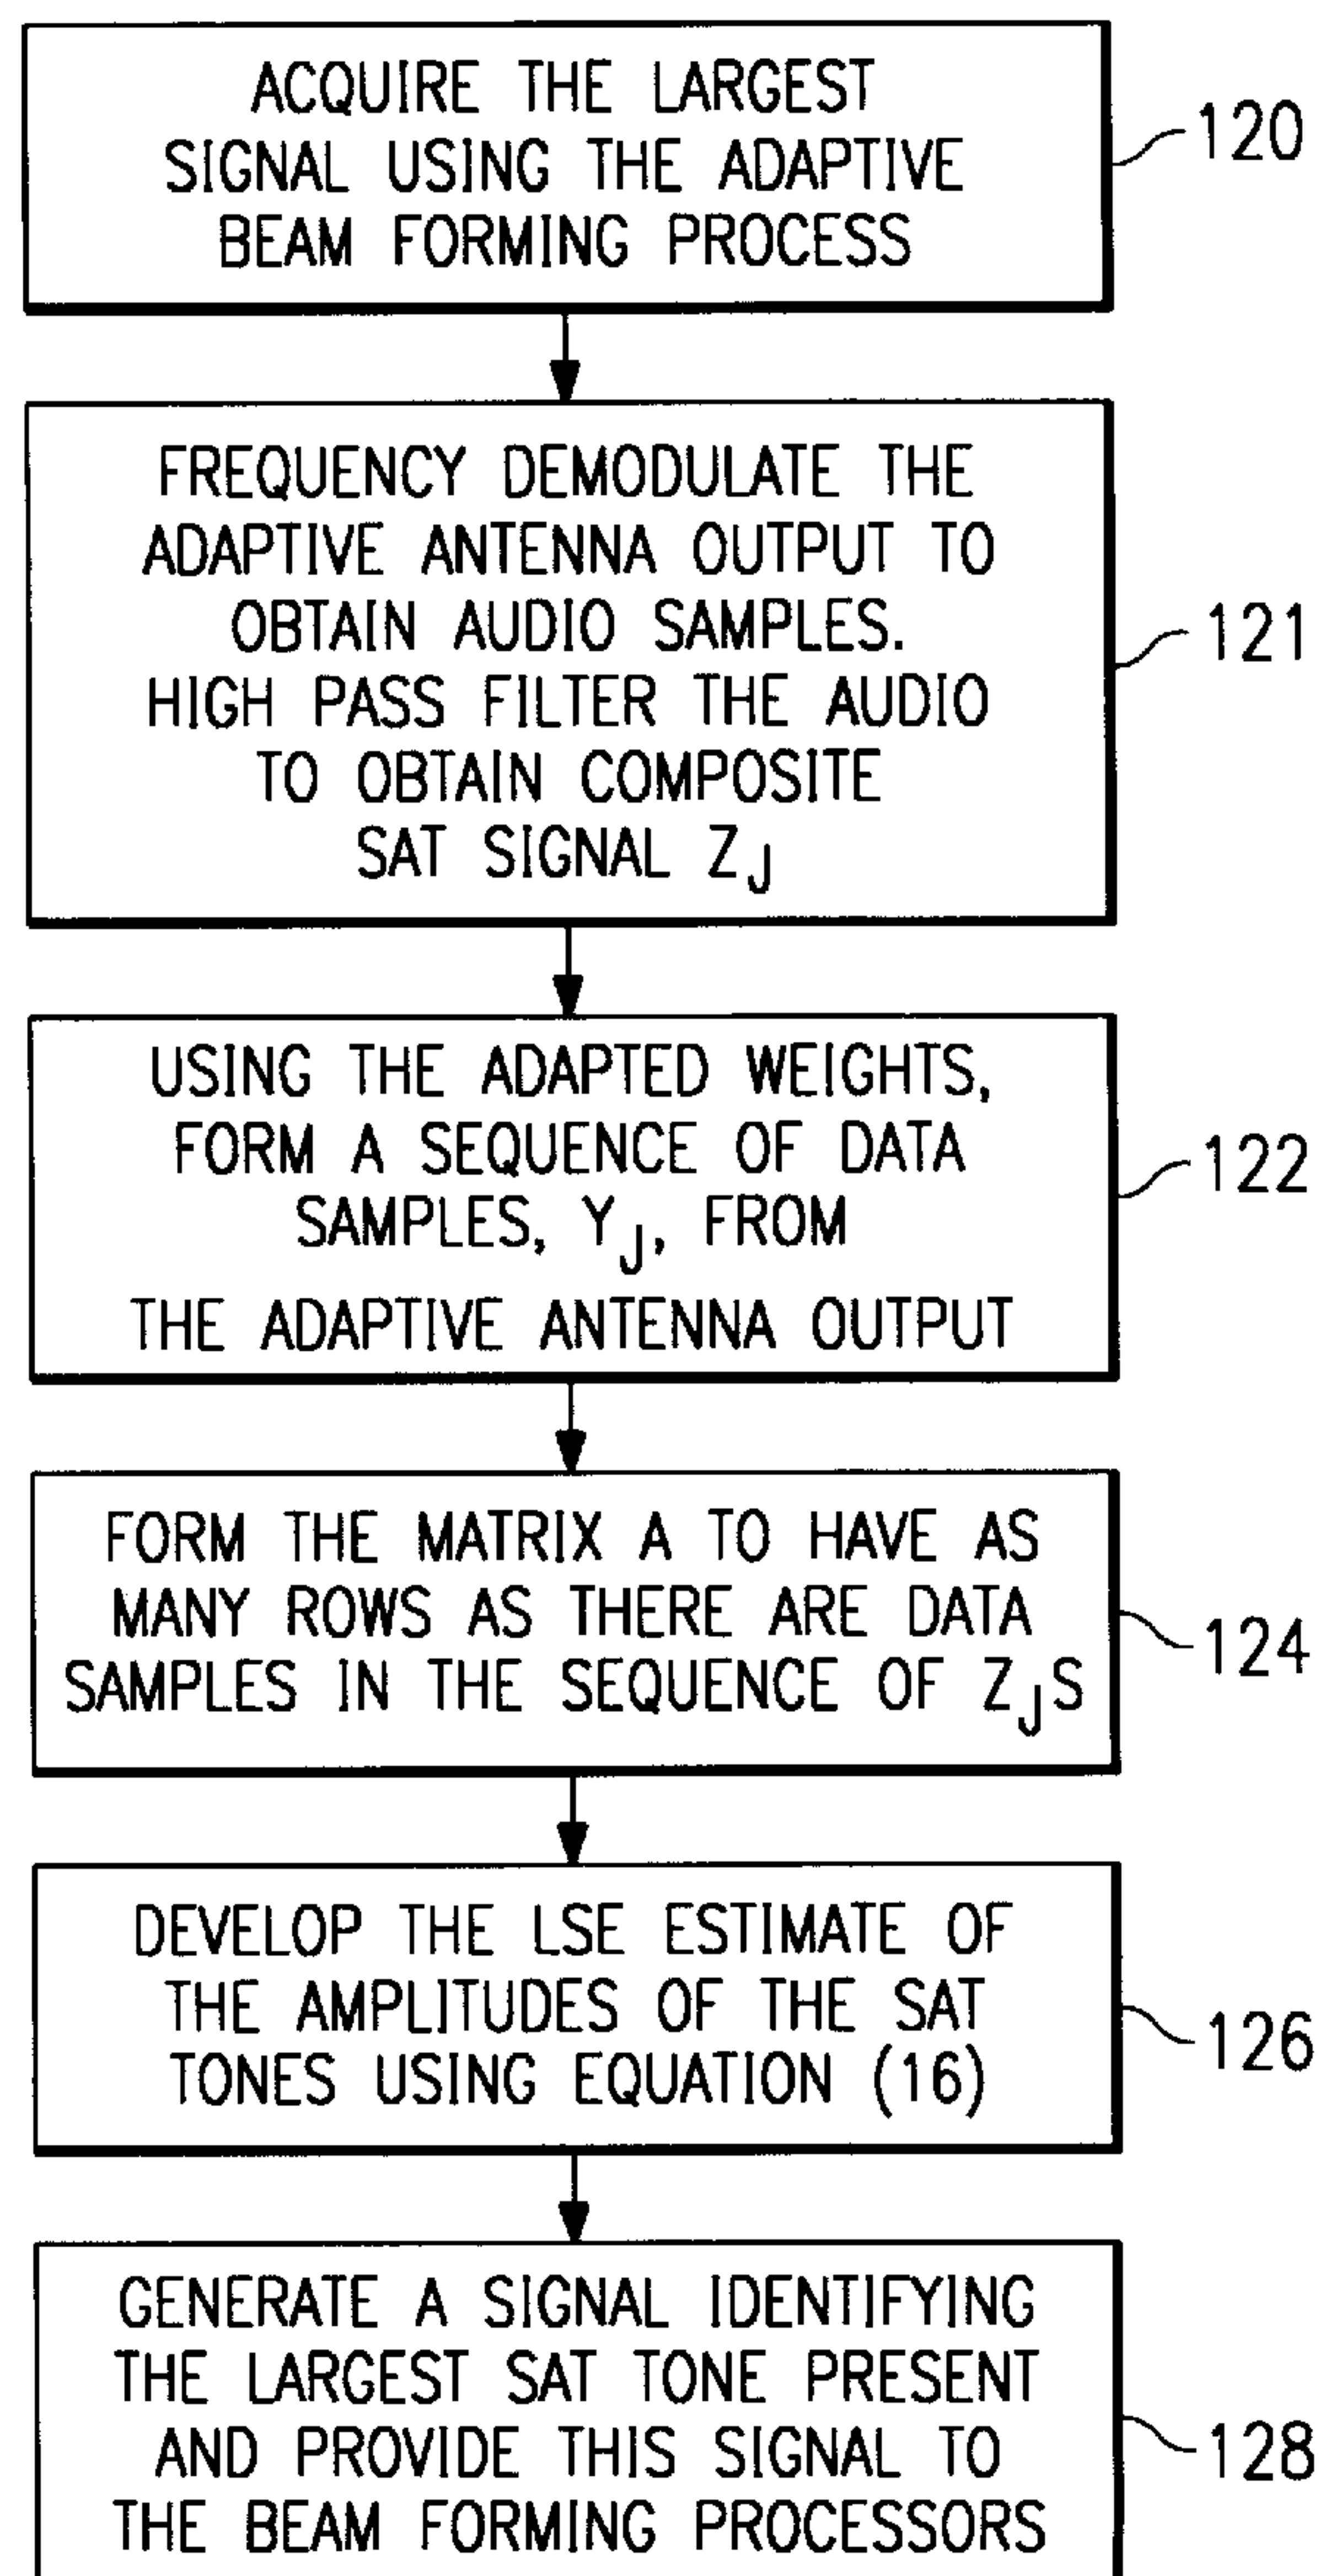 ACQUIRE THE LARGEST
SIGNAL USING THE ADAPTIVE
BEAM FORMING PROCESS
120
FREQUENCY DEMODULATE THE
ADAPTIVE ANTENNA OUTPUT TO
OBTAIN AUDIO SAMPLES.
HIGH PASS FILTER THE AUDIO
TO OBTAIN COMPOSITE
SAT SIGNAL ZJ
121
USING THE ADAPTED WEIGHTS,
FORM A SEQUENCE OF DATA
SAMPLES, YJ, FROM
THE ADAPTIVE ANTENNA OUTPUT
122
FORM THE MATRIX A TO HAVE AS
MANY ROWS AS THERE ARE DATA
SAMPLES IN THE SEQUENCE OF ZJS
124
DEVELOP THE LSE ESTIMATE OF
THE AMPLITUDES OF THE SAT
TONES USING EQUATION (16)
126
GENERATE A SIGNAL IDENTIFYING
THE LARGEST SAT TONE PRESENT
AND PROVIDE THIS SIGNAL TO
THE BEAM FORMING PROCESSORS
128